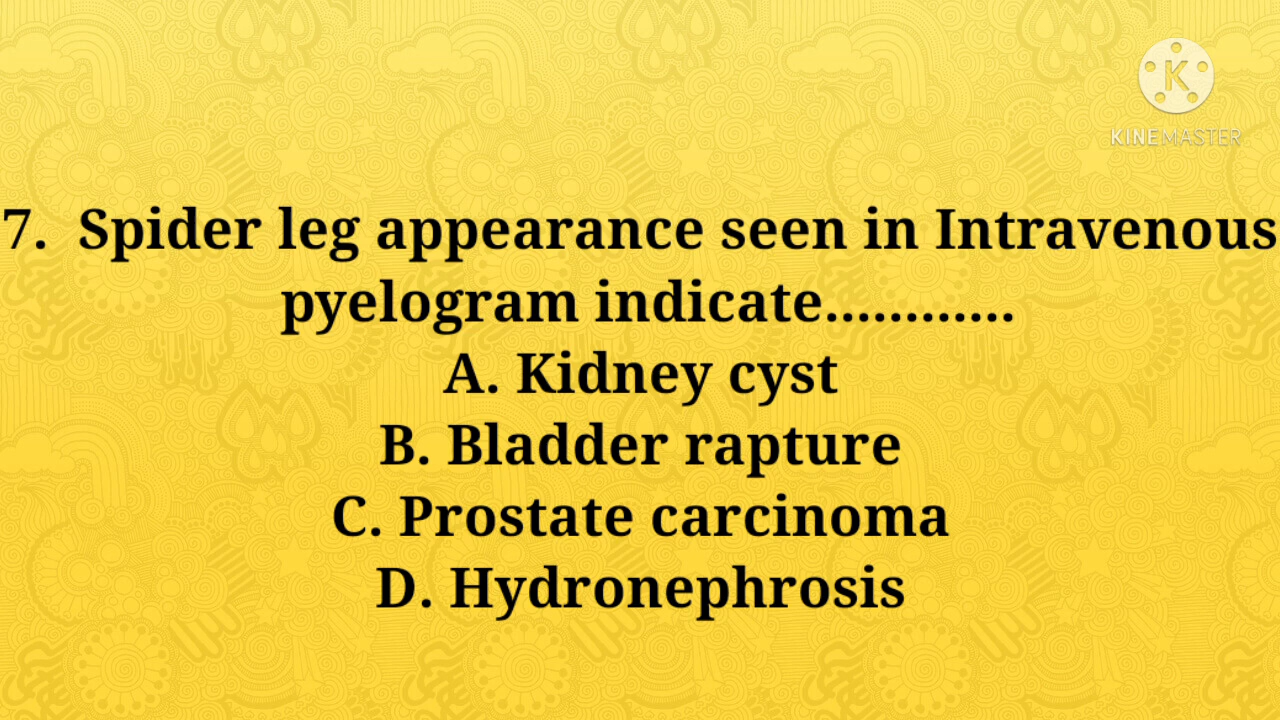 KINEMASTER
7. Spider leg appearance seen in Intravenous
pyelogram indicate............
A. Kidney cyst
B. Bladder rapture
C. Prostate carcinoma
D. Hydronephrosis